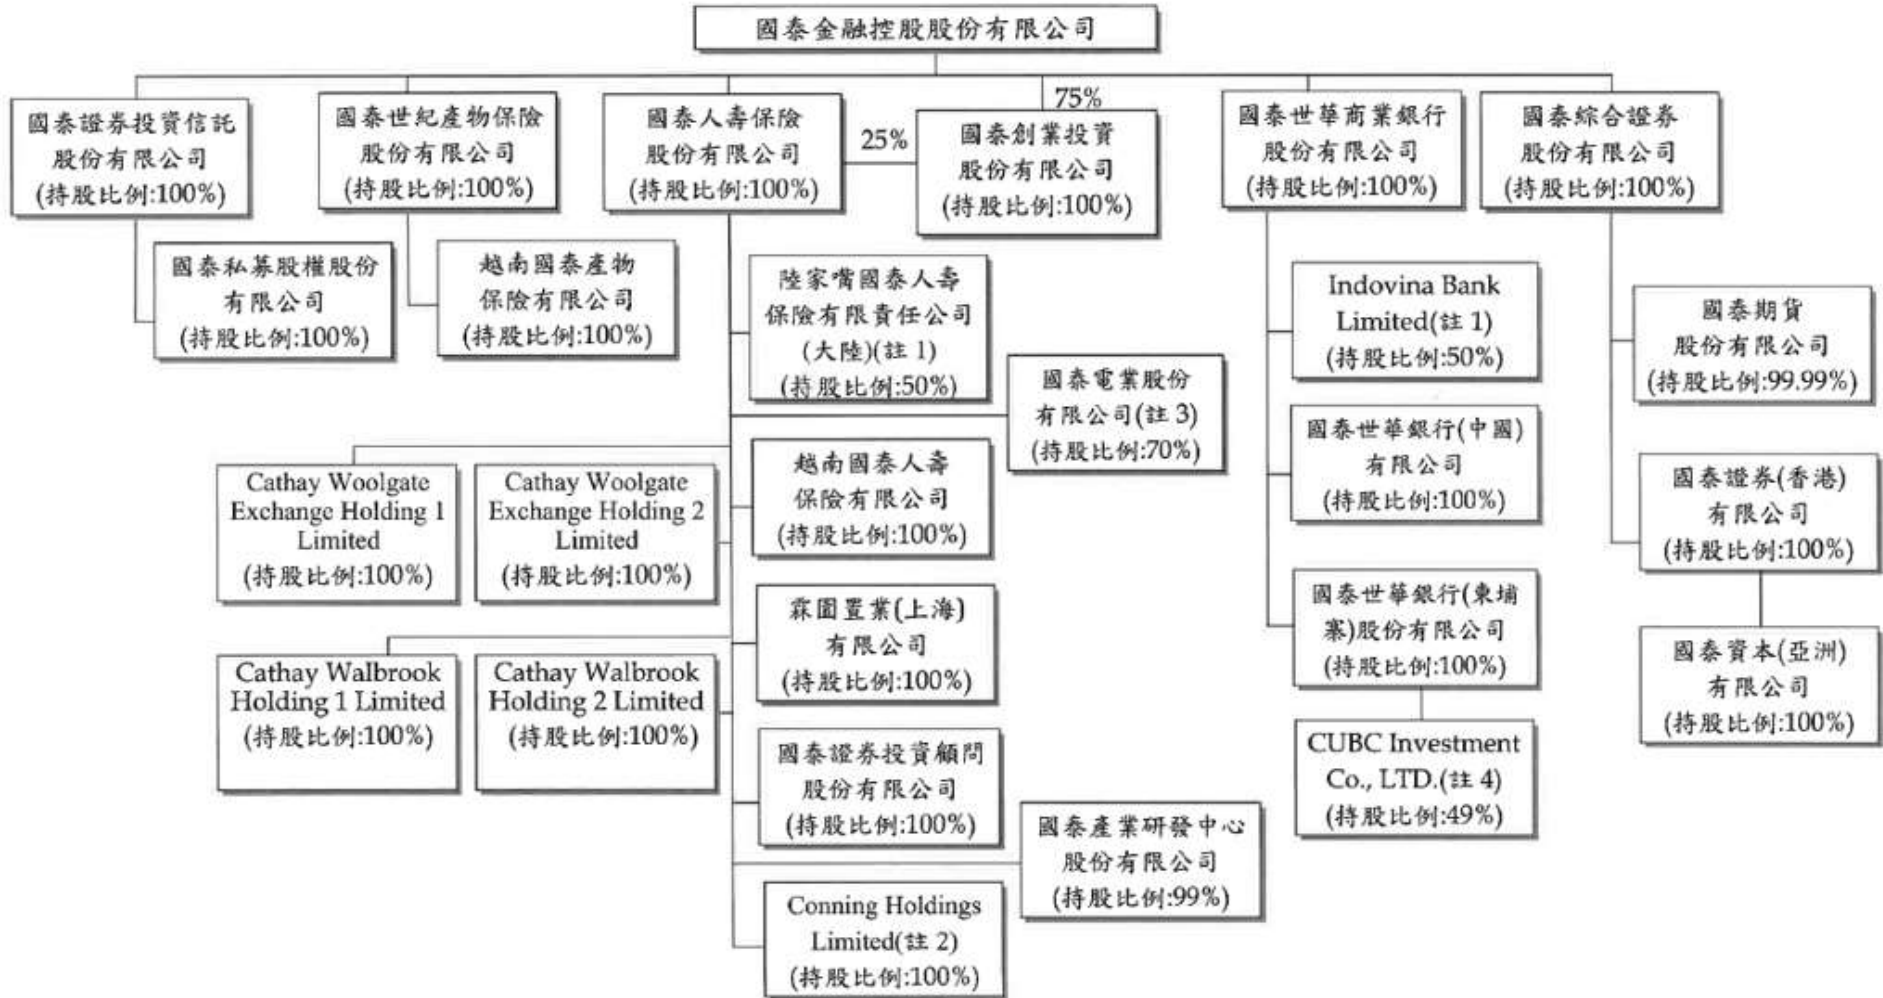 國泰金融控股股份有限公司
75%
25%
國泰證券投資信託
股份有限公司
(持股比例:100%)
國泰世紀產物保險
股份有限公司
(持股比例:100%)
國泰人壽保險
股份有限公司
(持股比例:100%)
國泰創業投資
股份有限公司
(持股比例:100%)
國泰世華商業銀行
股份有限公司
(持股比例:100%)
國泰綜合證券
股份有限公司
(持股比例:100%)
國泰私募股權股份
有限公司
(持股比例:100%)
越南國泰產物
保險有限公司
(持股比例:100%)
陸家嘴國泰人壽
保險有限責任公司
(大陸)(註 1)
(持股比例:50%)
國泰電業股份
有限公司(註 3)
(持股比例:70%)
Indovina Bank
Limited(註 1)
(持股比例:50%)
國泰期貨
股份有限公司
(持股比例:99.99%)
Cathay Woolgate
Exchange Holding 1
Limited
(持股比例:100%)
Cathay Woolgate
Exchange Holding 2
Limited
(持股比例:100%)
越南國泰人壽
保險有限公司
(持股比例:100%)
國泰世華銀行(中國)
有限公司
(持股比例:100%)
國泰證券(香港)
有限公司
(持股比例:100%)
霖園置業(上海)
有限公司
(持股比例:100%)
國泰世華銀行(柬埔
寨)股份有限公司
(持股比例:100%)
國泰資本(亞洲)
有限公司
(持股比例:100%)
Cathay Walbrook
Holding 1 Limited
(持股比例:100%)
Cathay Walbrook
Holding 2 Limited
(持股比例:100%)
國泰證券投資顧問
股份有限公司
(持股比例:100%)
CUBC Investment
Co., LTD.(註 4)
(持股比例:49%)
國泰產業研發中心
股份有限公司
(持股比例:99%)
Conning Holdings
Limited(註 2)
(持股比例:100%)